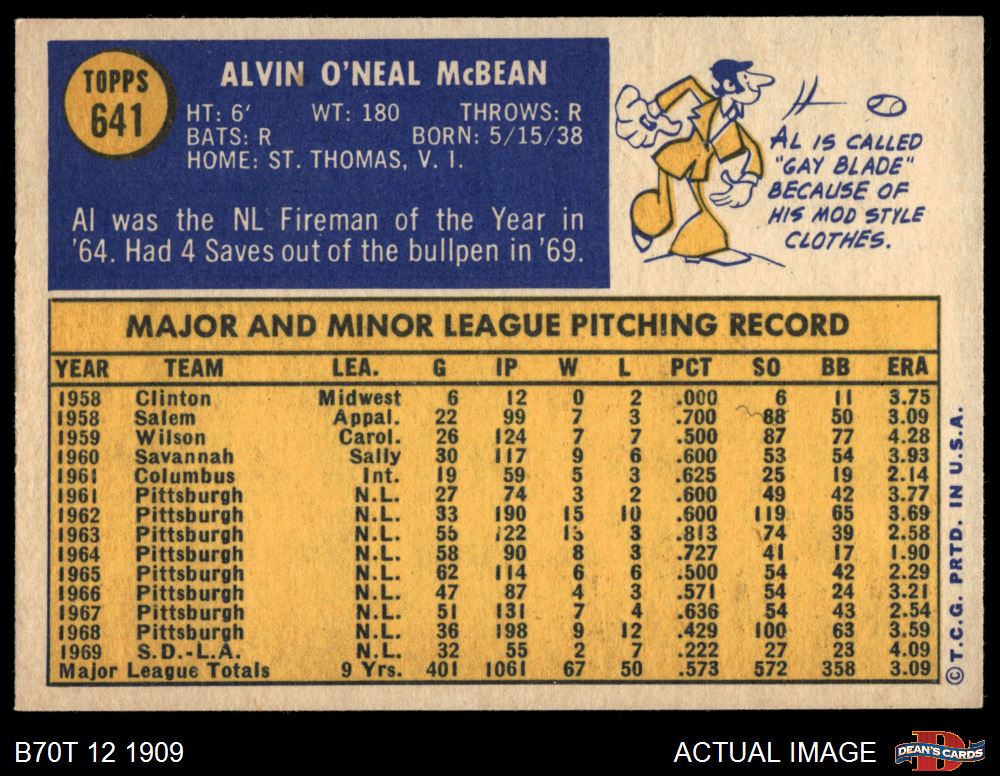 TOPPS
641
ALVIN O'NEAL McBEAN
HT: 6' WT: 180 THROWS: R
BATS: R BORN: 5/15/38
HOME: ST. THOMAS, V. I.
Al was the NL Fireman of the Year in
'64. Had 4 Saves out of the bullpen in '69.
AL IS CALLED
"GAY BLADE"
BECAUSE OF
HIS MOD STYLE
CLOTHES.
MAJOR AND MINOR LEAGUE PITCHING RECORD
YEAR TEAM LEA. G IP W L PCT SO BB ERA
1958 Clinton Midwest 6 12 0 2 .000 6 11 3.75
1958 Salem Appal. 22 99 7 3 .700 88 50 3.09
1959 Wilson Carol. 26 124 7 7 .500 87 77 4.28
1960 Savannah Sally 30 117 9 6 .600 53 54 3.93
1961 Columbus Int. 19 59 5 3 .625 25 19 2.14
1961 Pittsburgh N.L. 27 74 3 2 .600 49 42 3.77
1962 Pittsburgh N.L. 33 190 15 10 .600 119 65 3.69
1963 Pittsburgh N.L. 55 122 13 3 .813 74 39 2.58
1964 Pittsburgh N.L. 58 90 8 3 .727 41 17 1.90
1965 Pittsburgh N.L. 62 114 6 6 .500 54 42 2.29
1966 Pittsburgh N.L. 47 87 4 3 .571 54 24 3.21
1967 Pittsburgh N.L. 51 131 7 4 .636 54 43 2.54
1968 Pittsburgh N.L. 36 198 9 12 .429 100 63 3.59
1969 S.D.-L.A. N.L. 32 55 2 7 .222 27 23 4.09
Major League Totals 9 Yrs. 401 1061 67 50 .573 572 358 3.09
© T.C.G. PRTD. IN U.S.A.
B70T 12 1909
ACTUAL IMAGE
DEAN'S CARDS